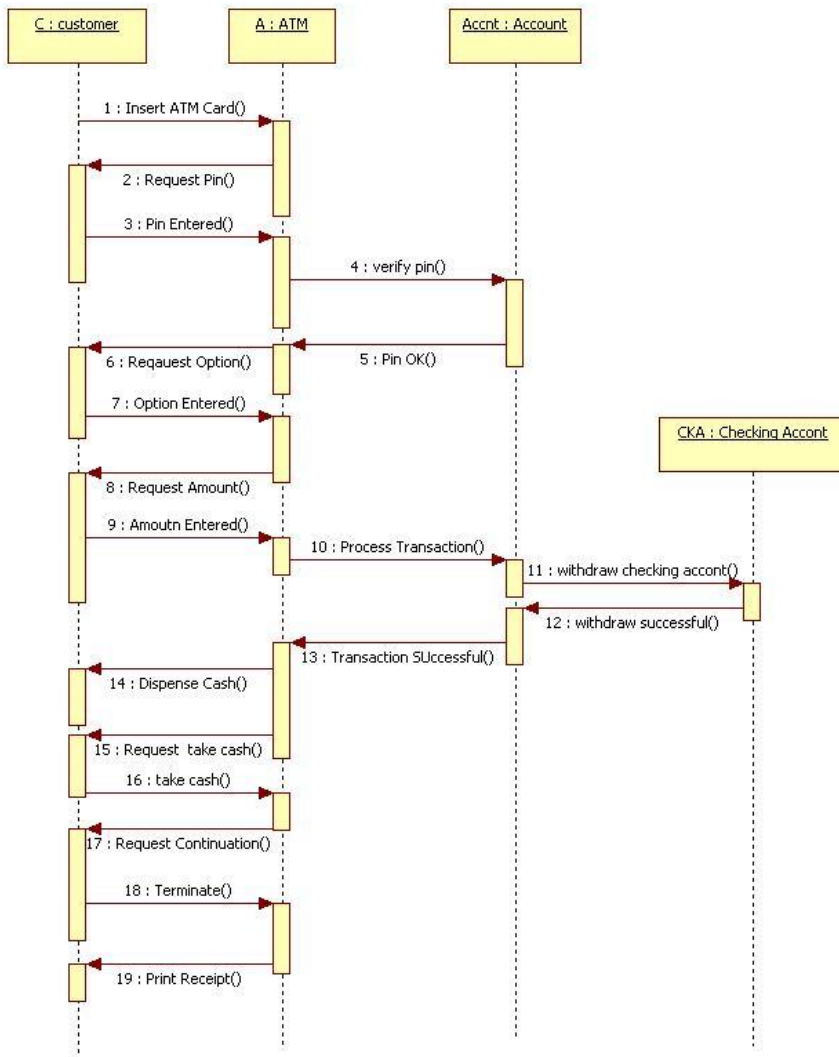 C : customer
A : ATM
Accnt : Account
1 : Insert ATM Card()
2 : Request Pin()
3 : Pin Entered()
4 : verify pin()
5 : Pin OK()
6 : Reqauest Option()
7 : Option Entered()
CKA : Checking Accont
8 : Request Amount()
9 : Amoutn Entered()
10 : Process Transaction()
11 : withdraw checking accont()
12 : withdraw successful()
13 : Transaction SUccessful()
14 : Dispense Cash()
15 : Request take cash()
16 : take cash()
17 : Request Continuation()
18 : Terminate()
19 : Print Receipt()